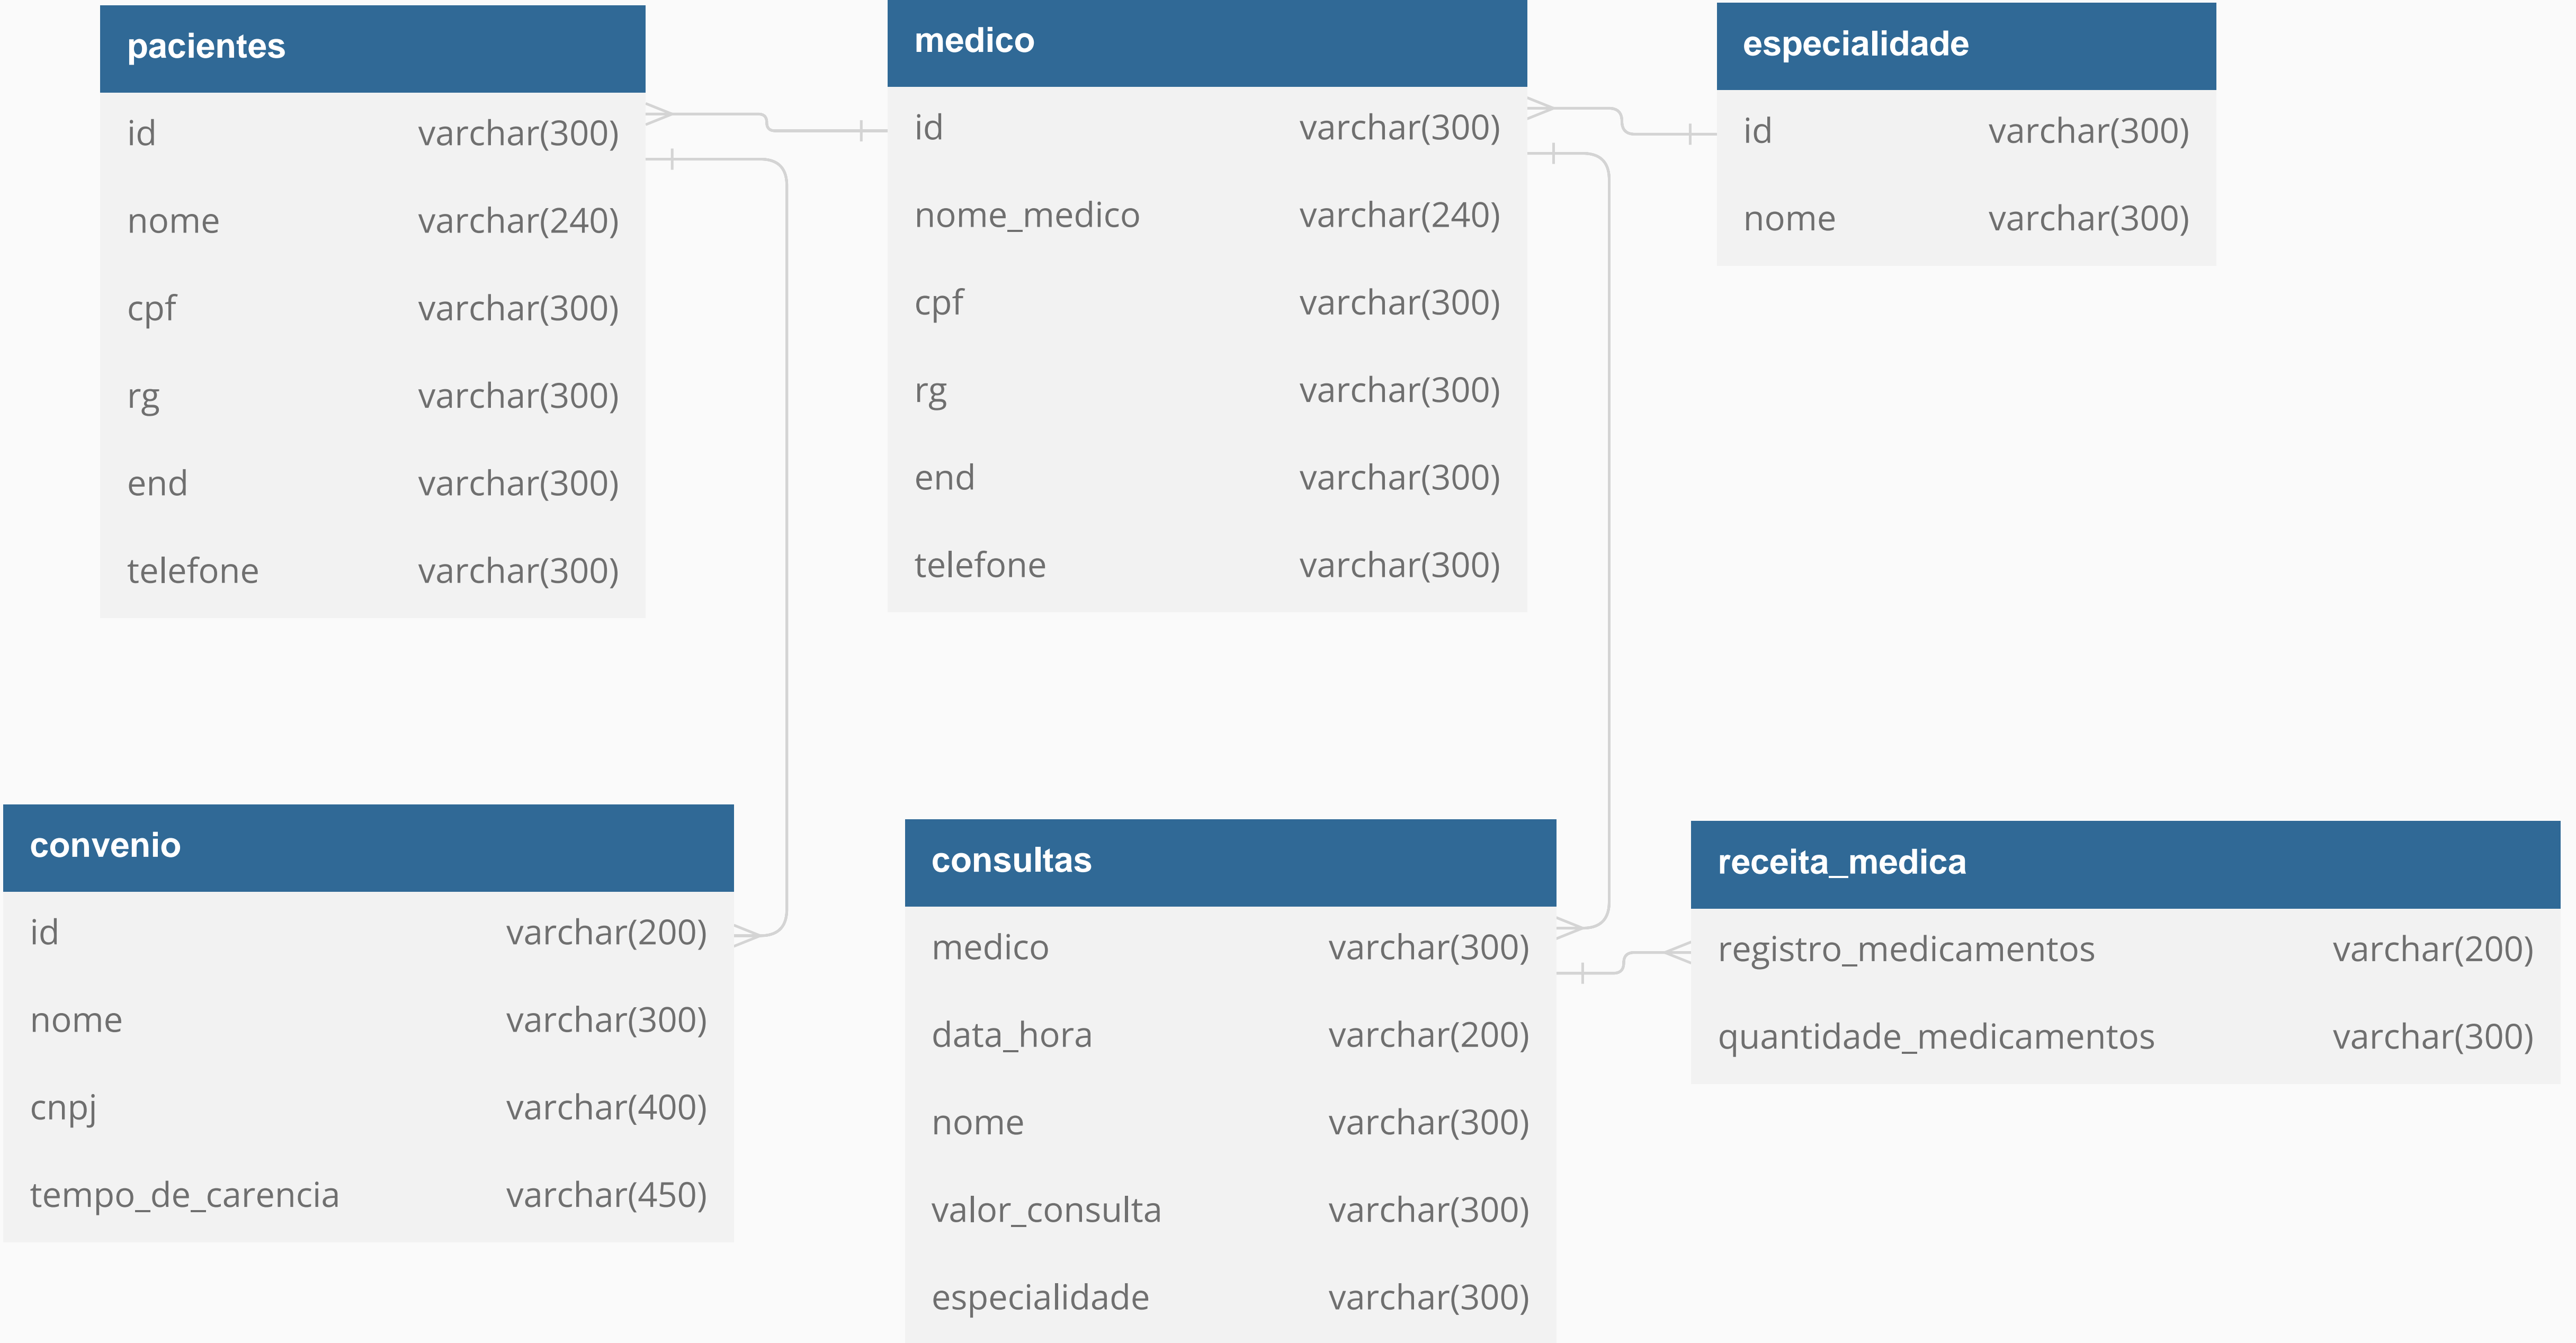 pacientes
id varchar(300)
nome varchar(240)
cpf varchar(300)
rg varchar(300)
end varchar(300)
telefone varchar(300)
medico
id varchar(300)
nome_medico varchar(240)
cpf varchar(300)
rg varchar(300)
end varchar(300)
telefone varchar(300)
especialidade
id varchar(300)
nome varchar(300)
convenio
id varchar(200)
nome varchar(300)
cnpj varchar(400)
tempo_de_carencia varchar(450)
consultas
medico varchar(300)
data_hora varchar(200)
nome varchar(300)
valor_consulta varchar(300)
especialidade varchar(300)
receita_medica
registro_medicamentos varchar(200)
quantidade_medicamentos varchar(300)